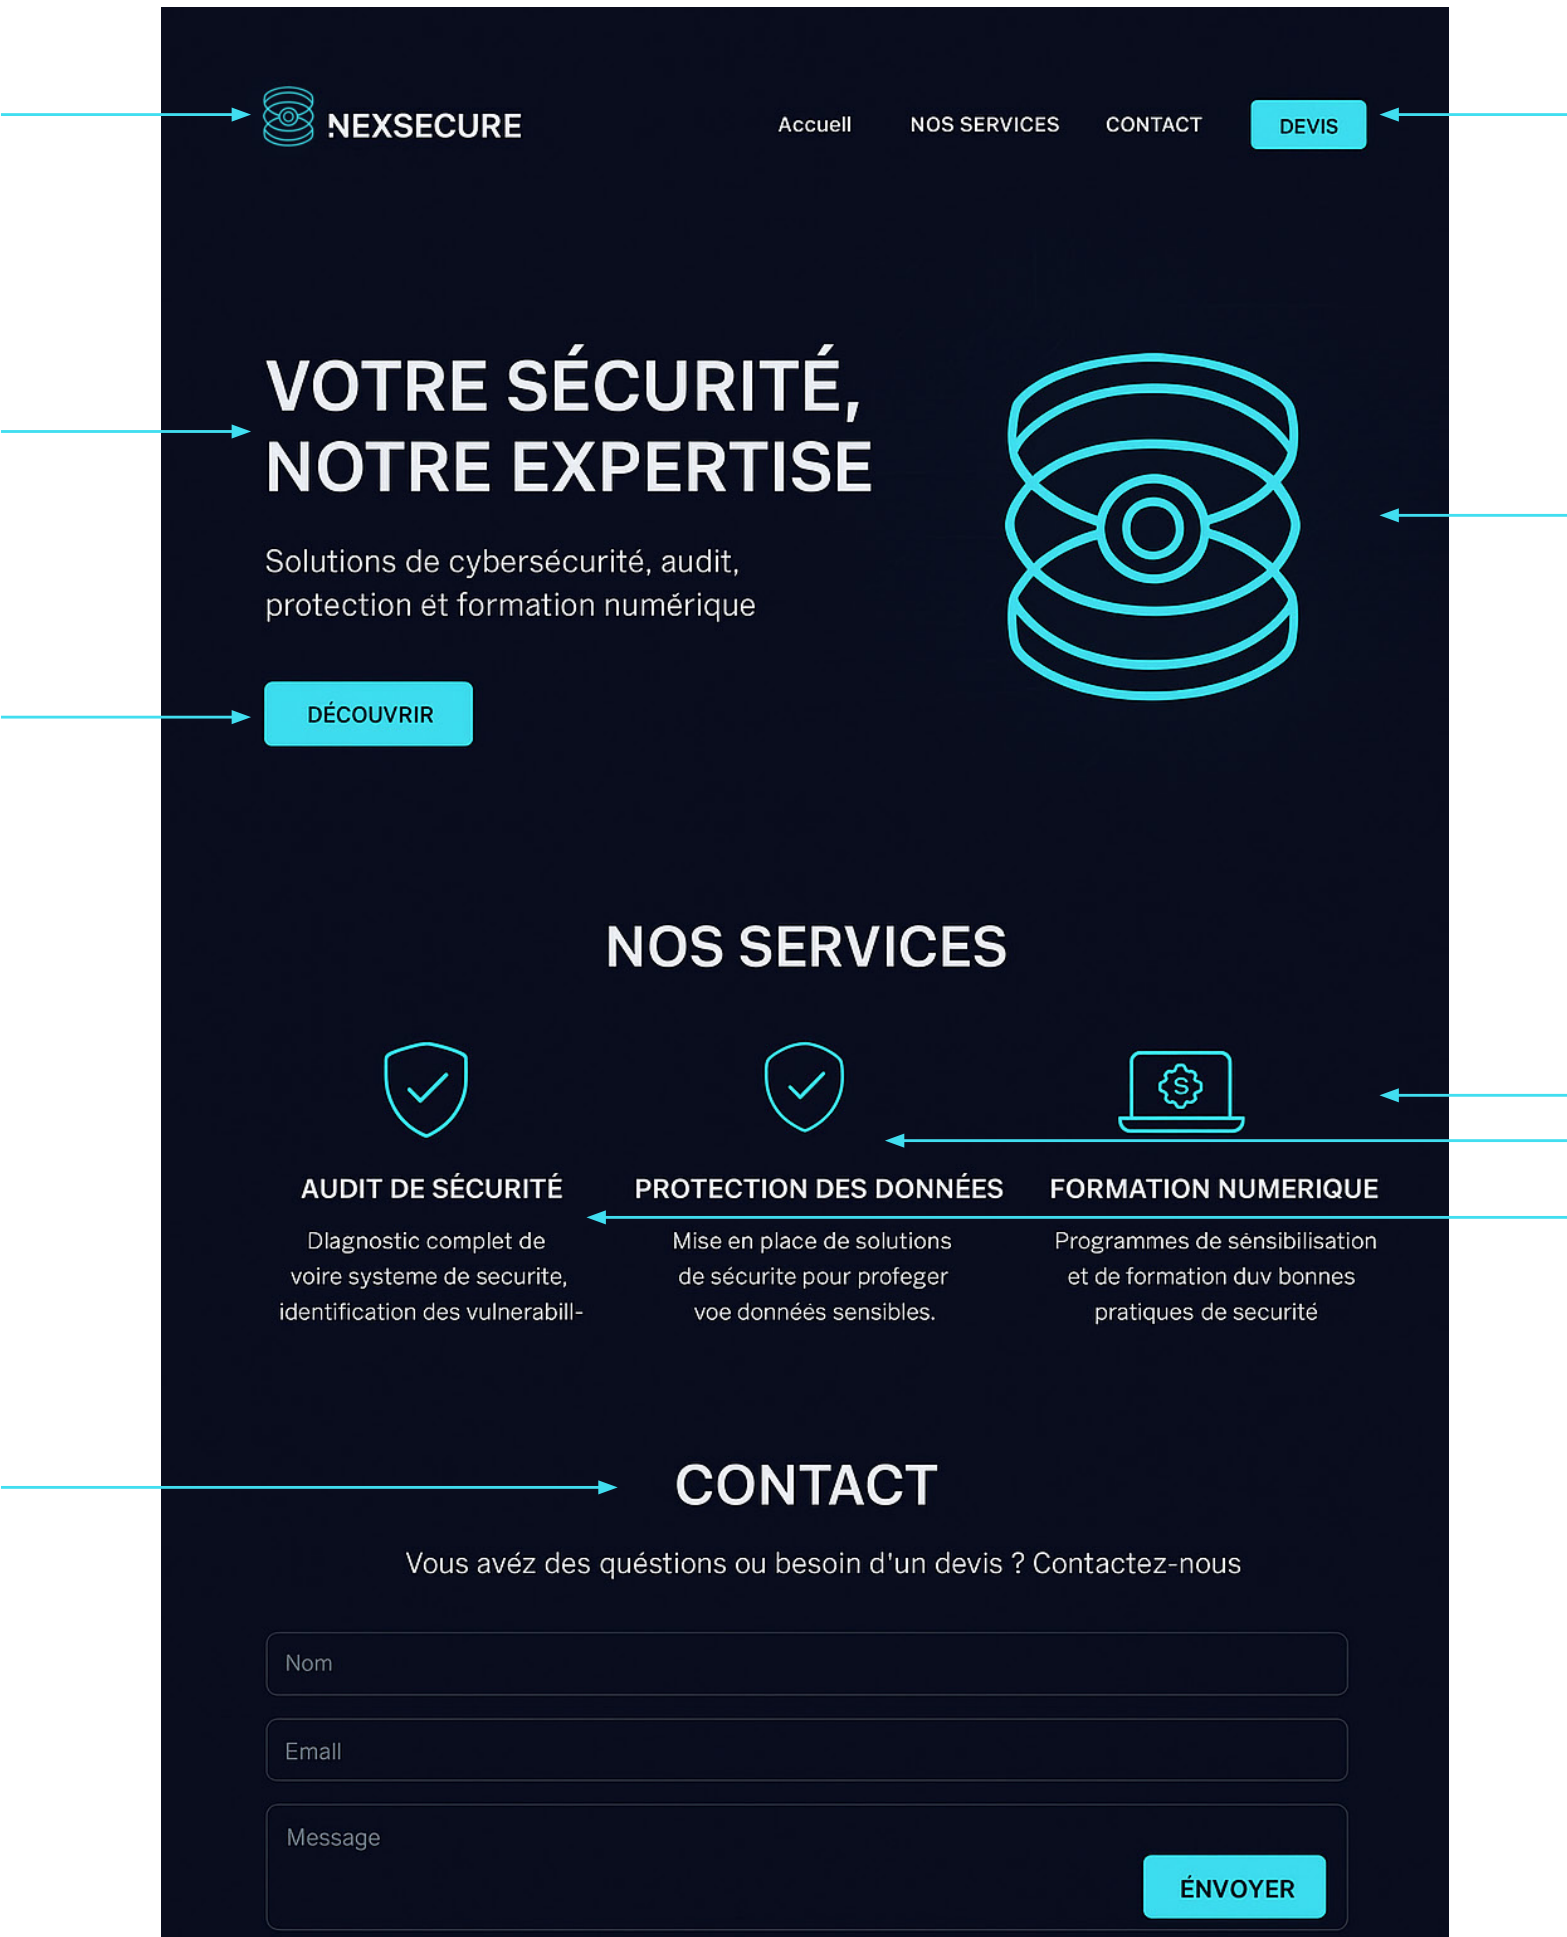 NEXSECURE
Accuell
NOS SERVICES
CONTACT
DEVIS
VOTRE SÉCURITÉ,
NOTRE EXPERTISE
Solutions de cybersécurité, audit,
protection ét formation numérique
DÉCOUVRIR
NOS SERVICES
AUDIT DE SÉCURITÉ
Dlagnostic complet de
voire systeme de securite,
identification des vulnerabill-
PROTECTION DES DONNÉES
Mise en place de solutions
de sécurite pour profeger
voe donnéés sensibles.
S
FORMATION NUMERIQUE
Programmes de sénsibilisation
et de formation duv bonnes
pratiques de securité
CONTACT
Vous avéz des quéstions ou besoin d'un devis ? Contactez-nous
Nom
Emall
Message
ÉNVOYER